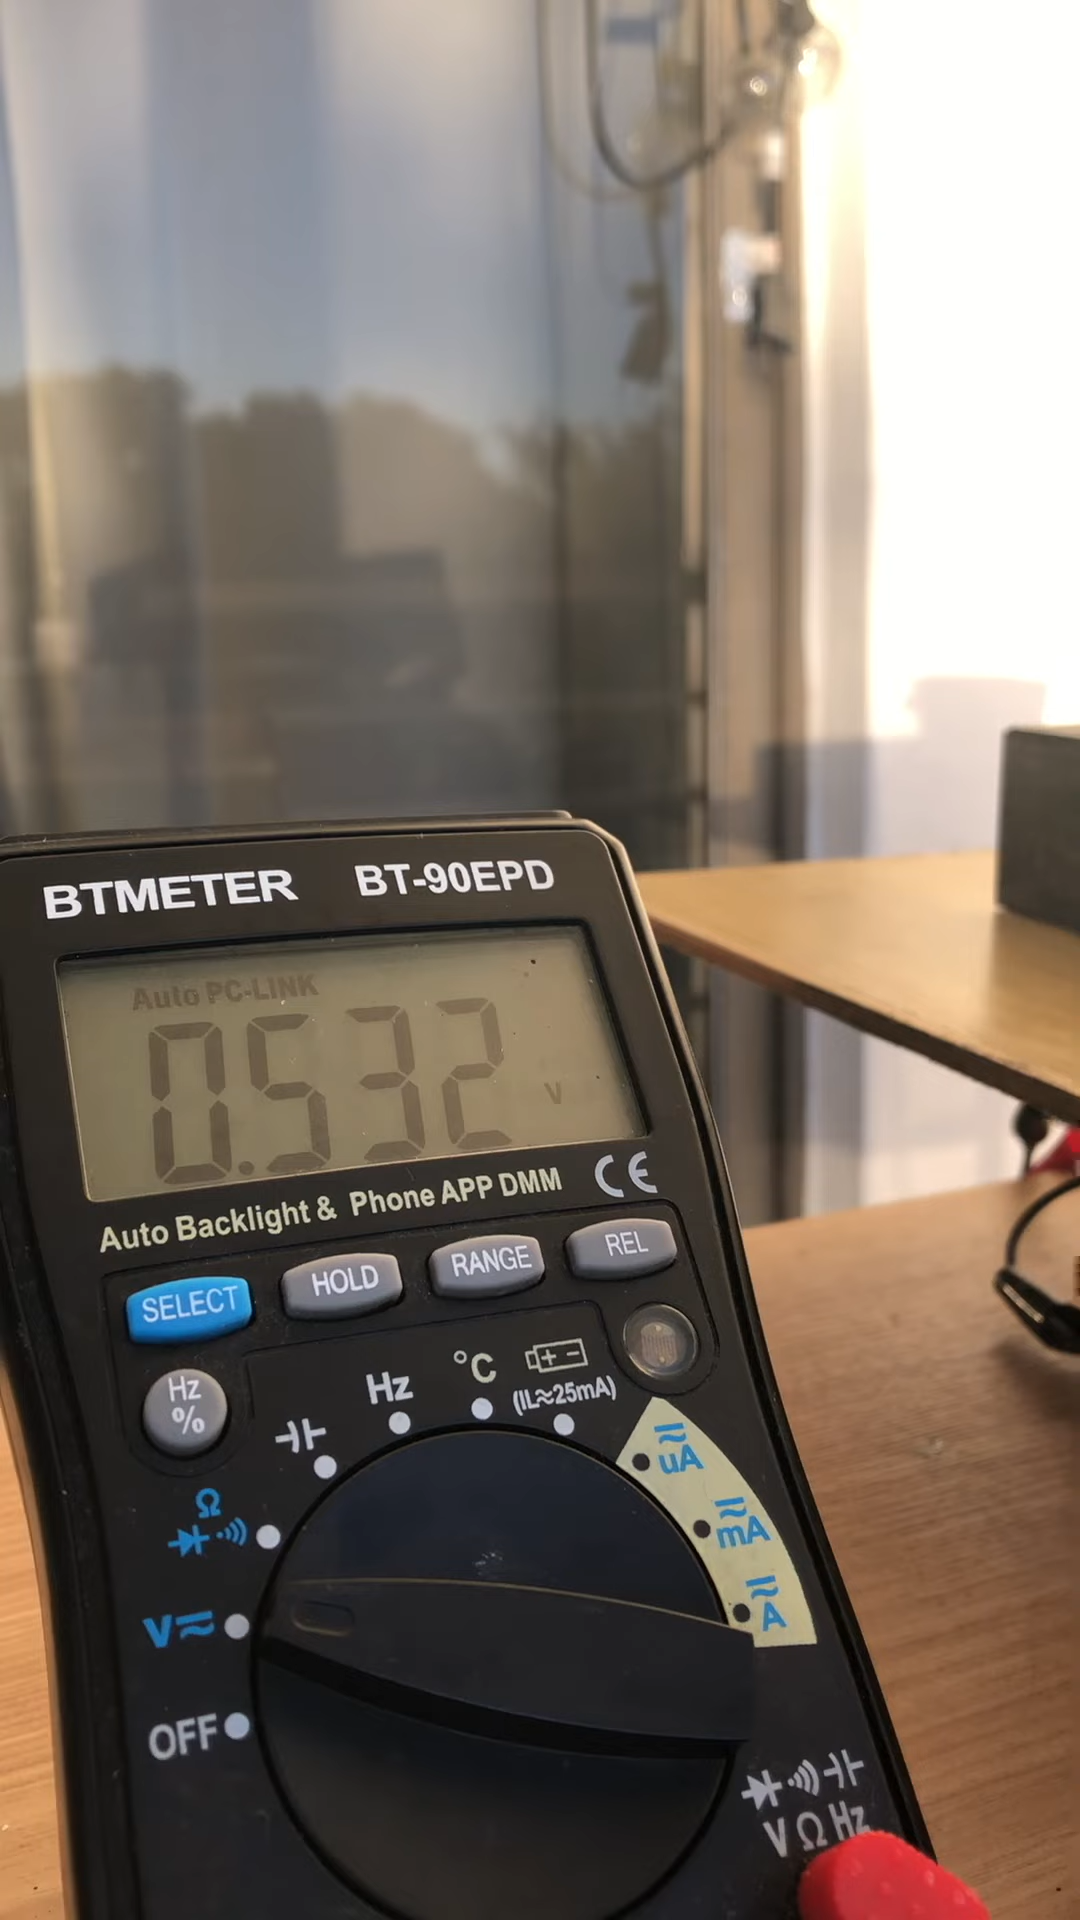 BTMETER BT-90EPD
Auto PC-LINK
0.532 V
Auto Backlight & Phone APP DMM CE
SELECT HOLD RANGE REL
Hz
%
Hz °C
(IL≈25mA)
uA
Ω
mA
V
A
OFF
V Ω Hz